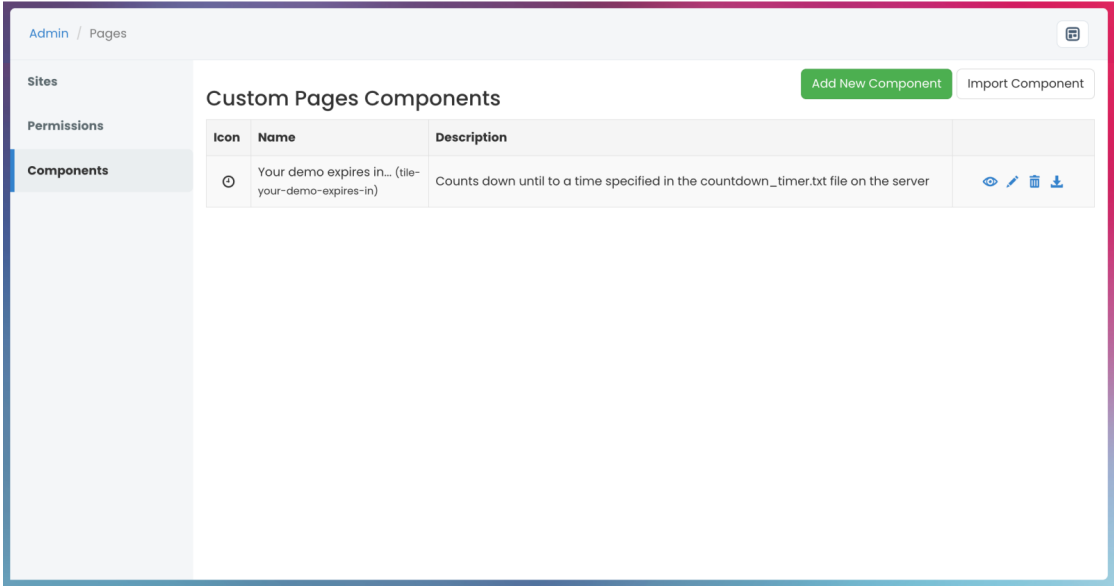 Admin / Pages
Sites
Permissions
Components
Add New Component
Import Component
Custom Pages Components
Icon Name Description
Your demo expires in... (tile-
your-demo-expires-in)
Counts down until to a time specified in the countdown_timer.txt file on the server